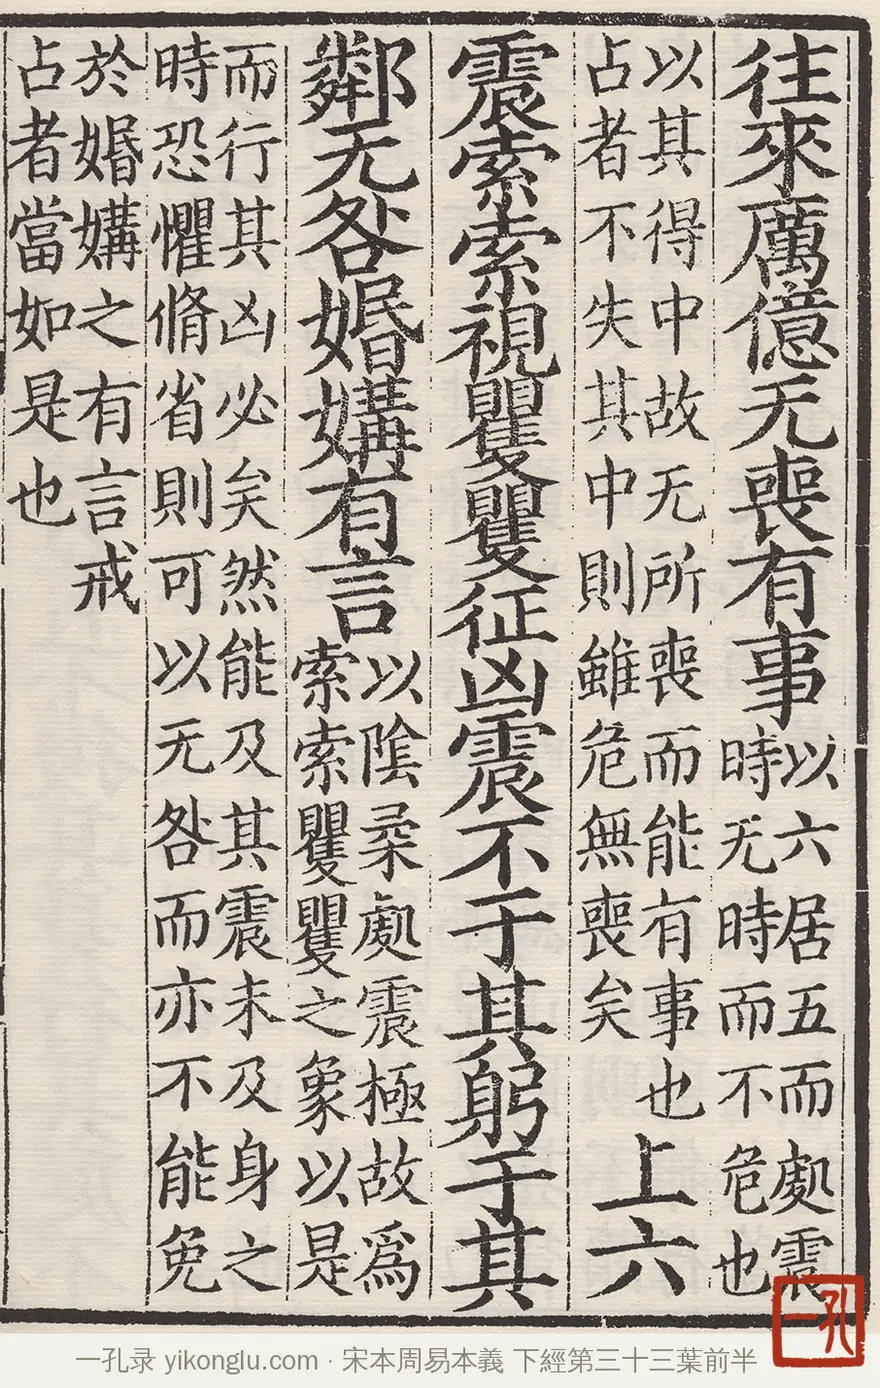 往來厲億无喪有事以六居五而處震時无時而不危也
以其得中故无所喪而能有事也占者不失其中則雖危無喪矣上六
震索索視矍矍征凶震不于其躬于其
鄰无咎婚媾有言以陰柔處震極故爲索索矍矍之象以是
而行其凶必矣然能及其震未及身之時恐懼脩省則可以无咎而亦不能免
於婚媾之有言戒占者當如是也
一孔
一孔录 yikonglu.com · 宋本周易本義 下經第三十三葉前半